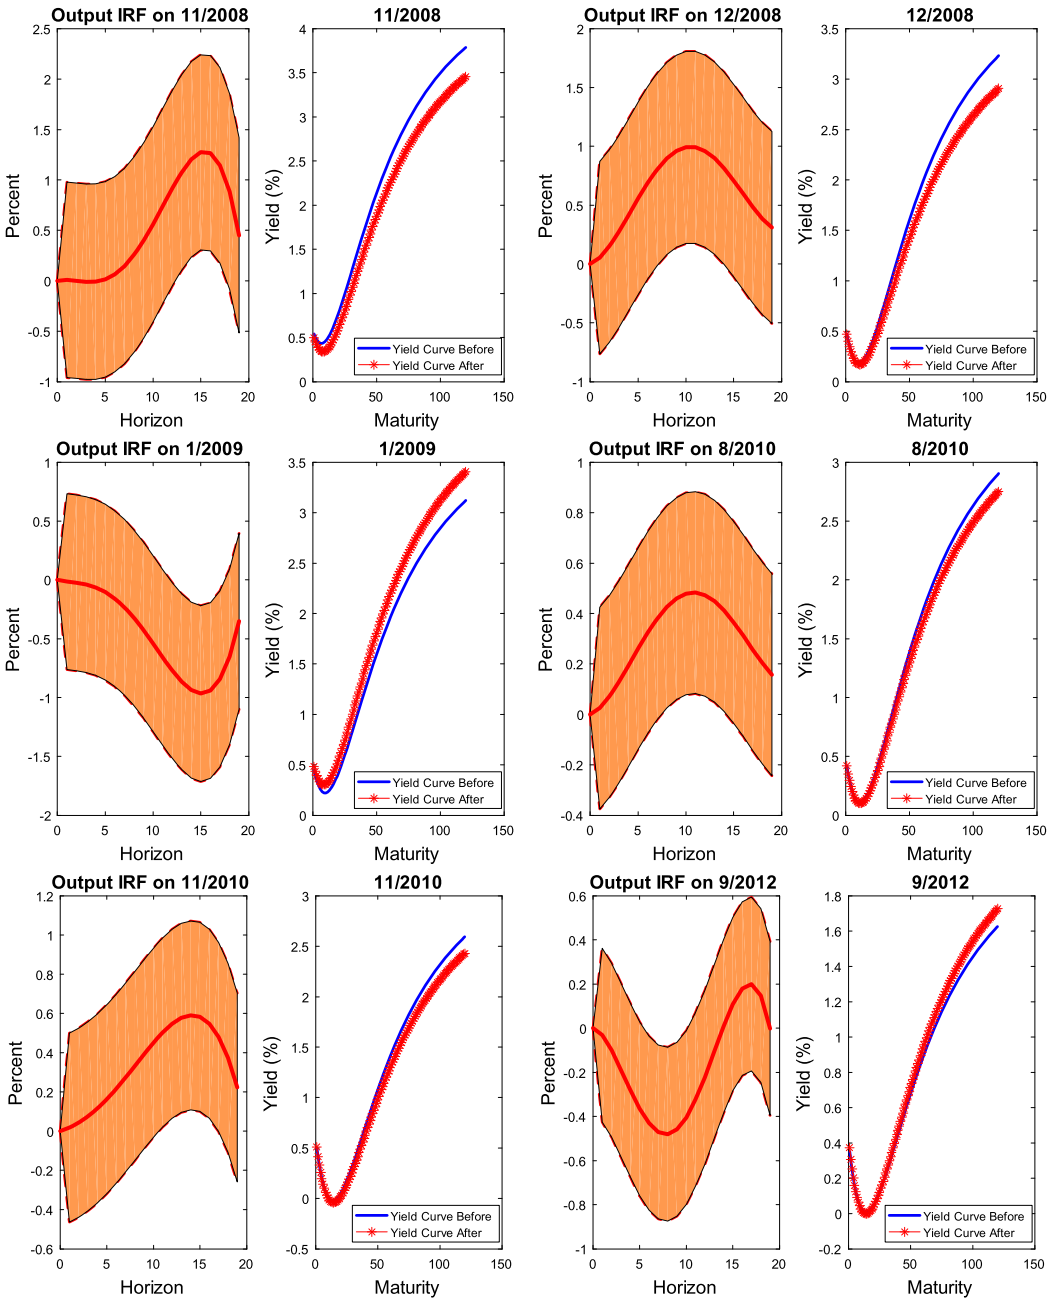 Output IRF on 11/2008
2.5
2
1.5
1
0.5
0
-0.5
-1
Percent
0 5 10 15 20
Horizon
11/2008
4
3.5
3
2.5
2
1.5
1
0.5
0
Yield (%)
Yield Curve Before
Yield Curve After
0 50 100 150
Maturity
Output IRF on 12/2008
2
1.5
1
0.5
0
-0.5
-1
Percent
0 5 10 15 20
Horizon
12/2008
3.5
3
2.5
2
1.5
1
0.5
0
Yield (%)
Yield Curve Before
Yield Curve After
0 50 100 150
Maturity
Output IRF on 1/2009
1
0.5
0
-0.5
-1
-1.5
-2
Percent
0 5 10 15 20
Horizon
1/2009
3.5
3
2.5
2
1.5
1
0.5
0
Yield (%)
Yield Curve Before
Yield Curve After
0 50 100 150
Maturity
Output IRF on 8/2010
1
0.8
0.6
0.4
0.2
0
-0.2
-0.4
Percent
0 5 10 15 20
Horizon
8/2010
3
2.5
2
1.5
1
0.5
0
Yield (%)
Yield Curve Before
Yield Curve After
0 50 100 150
Maturity
Output IRF on 11/2010
1.2
1
0.8
0.6
0.4
0.2
0
-0.2
-0.4
-0.6
Percent
0 5 10 15 20
Horizon
11/2010
3
2.5
2
1.5
1
0.5
0
-0.5
Yield (%)
Yield Curve Before
Yield Curve After
0 50 100 150
Maturity
Output IRF on 9/2012
0.6
0.4
0.2
0
-0.2
-0.4
-0.6
-0.8
-1
Percent
0 5 10 15 20
Horizon
9/2012
1.8
1.6
1.4
1.2
1
0.8
0.6
0.4
0.2
0
-0.2
Yield (%)
Yield Curve Before
Yield Curve After
0 50 100 150
Maturity